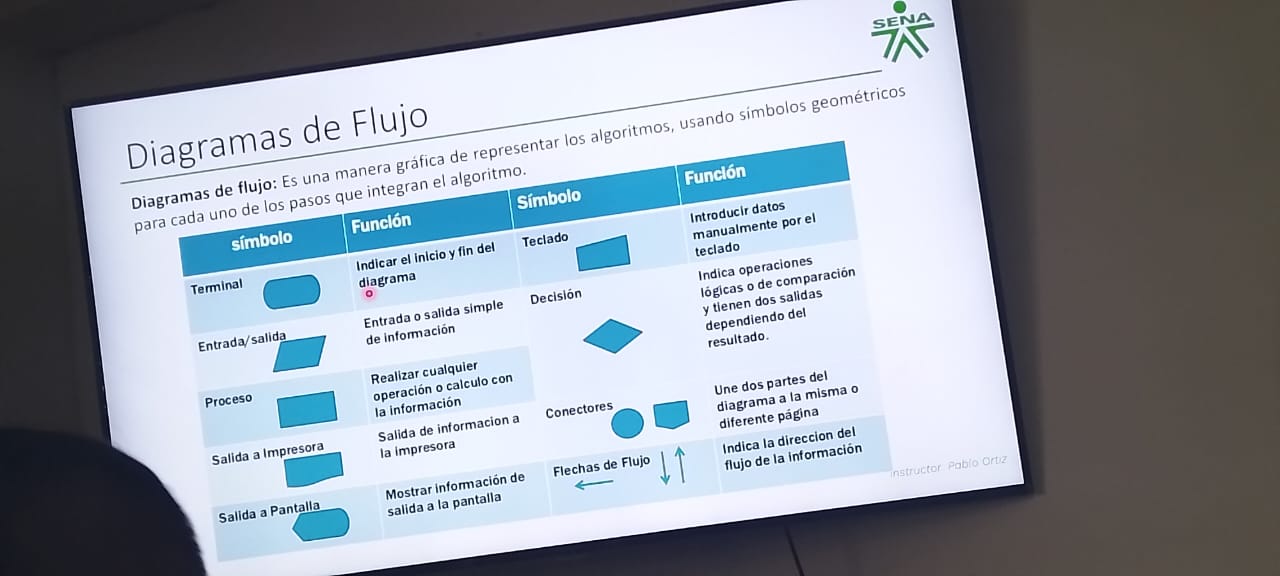 SENA
Diagramas de Flujo
Diagramas de flujo: Es una manera gráfica de representar los algoritmos, usando símbolos geométricos
para cada uno de los pasos que integran el algoritmo.
símbolo
Función
Símbolo
Función
Terminal
Indicar el inicio y fin del
diagrama
Teclado
Introducir datos
manualmente por el
teclado
Entrada/salida
Entrada o salida simple
de información
Decisión
Indica operaciones
lógicas o de comparación
y tienen dos salidas
dependiendo del
resultado.
Proceso
Realizar cualquier
operación o calculo con
la información
Salida a Impresora
Salida de informacion a
la impresora
Conectores
Une dos partes del
diagrama a la misma o
diferente página
Salida a Pantalla
Mostrar información de
salida a la pantalla
Flechas de Flujo
Indica la direccion del
flujo de la información
Instructor Pablo Ortiz